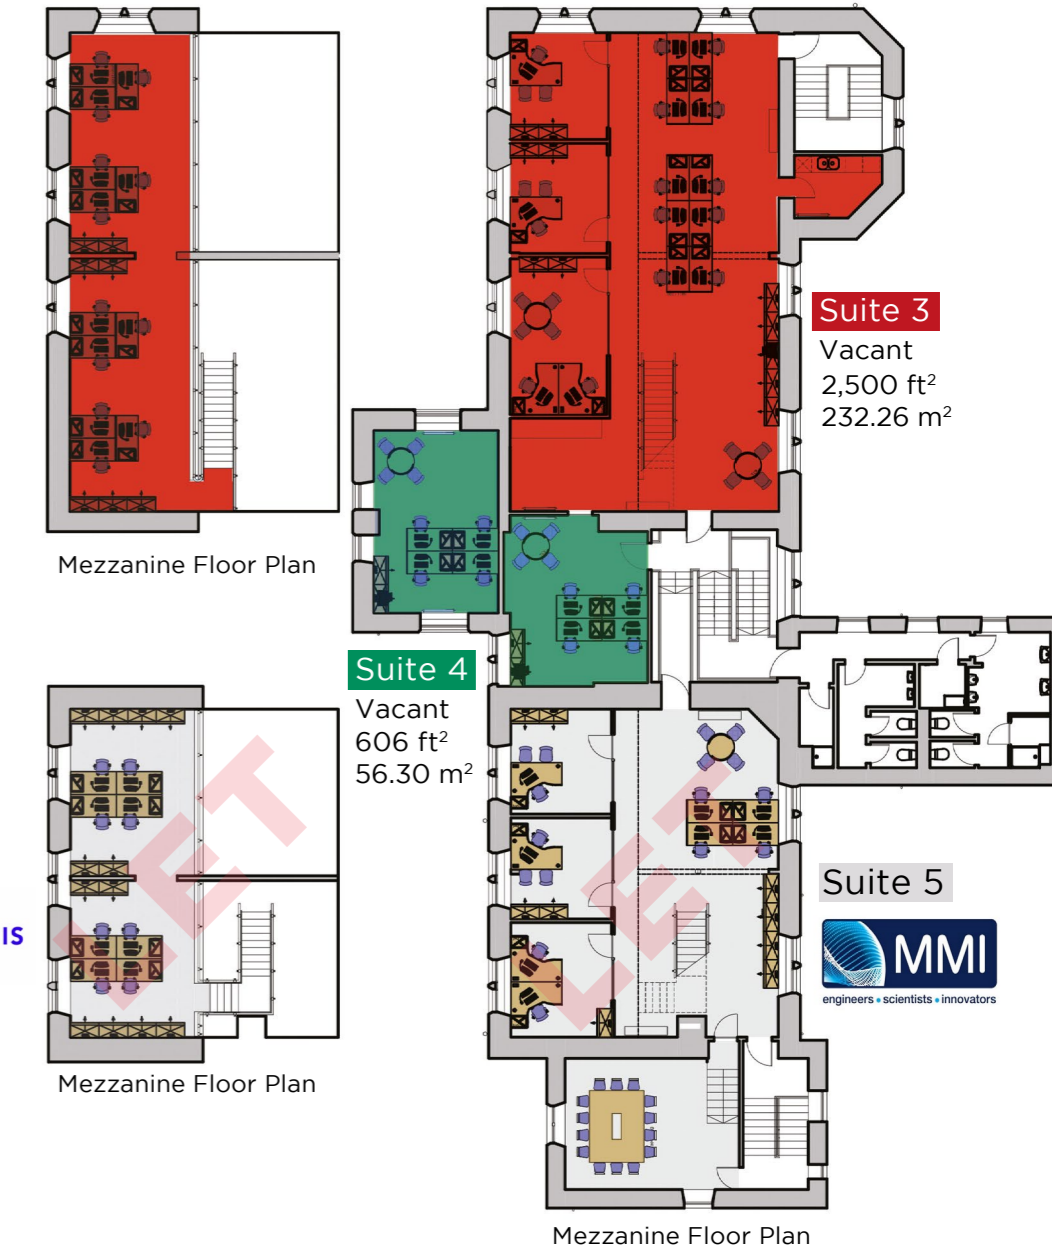 Suite 3
Vacant
2,500 ft²
232.26 m²
Mezzanine Floor Plan
Suite 4
Vacant
606 ft²
56.30 m²
LET
LET
Suite 5
IS
MMI
engineers • scientists • innovators
Mezzanine Floor Plan
Mezzanine Floor Plan